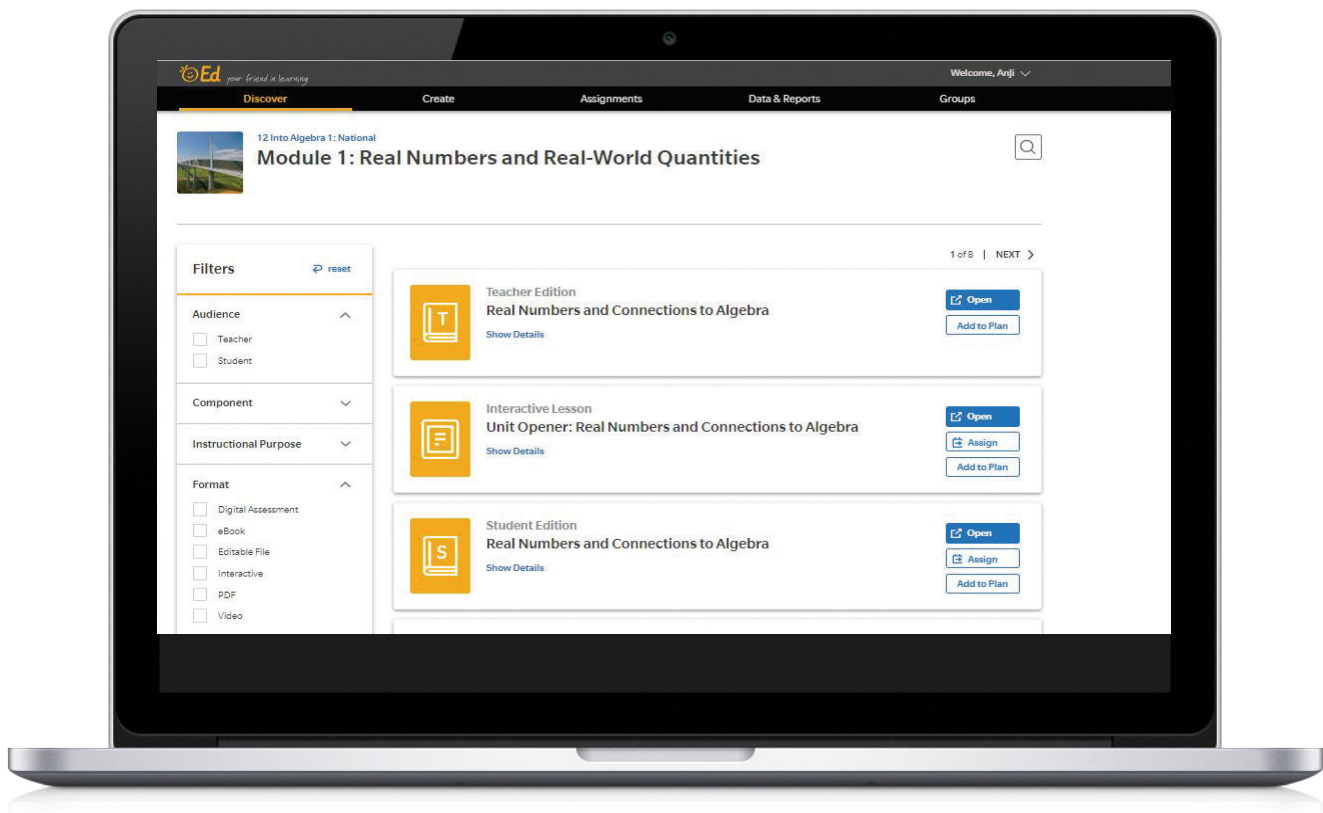 Ed your friend in learning
Welcome, Anji
Discover Create Assignments Data & Reports Groups
12 Into Algebra 1: National
Module 1: Real Numbers and Real-World Quantities
1 of 8 | NEXT
Filters
reset
Audience
Teacher
Student
Component
Instructional Purpose
Format
Digital Assessment
eBook
Editable File
Interactive
PDF
Video
T
Teacher Edition
Real Numbers and Connections to Algebra
Show Details
Open
Add to Plan
Interactive Lesson
Unit Opener: Real Numbers and Connections to Algebra
Show Details
Open
Assign
Add to Plan
S
Student Edition
Real Numbers and Connections to Algebra
Show Details
Open
Assign
Add to Plan